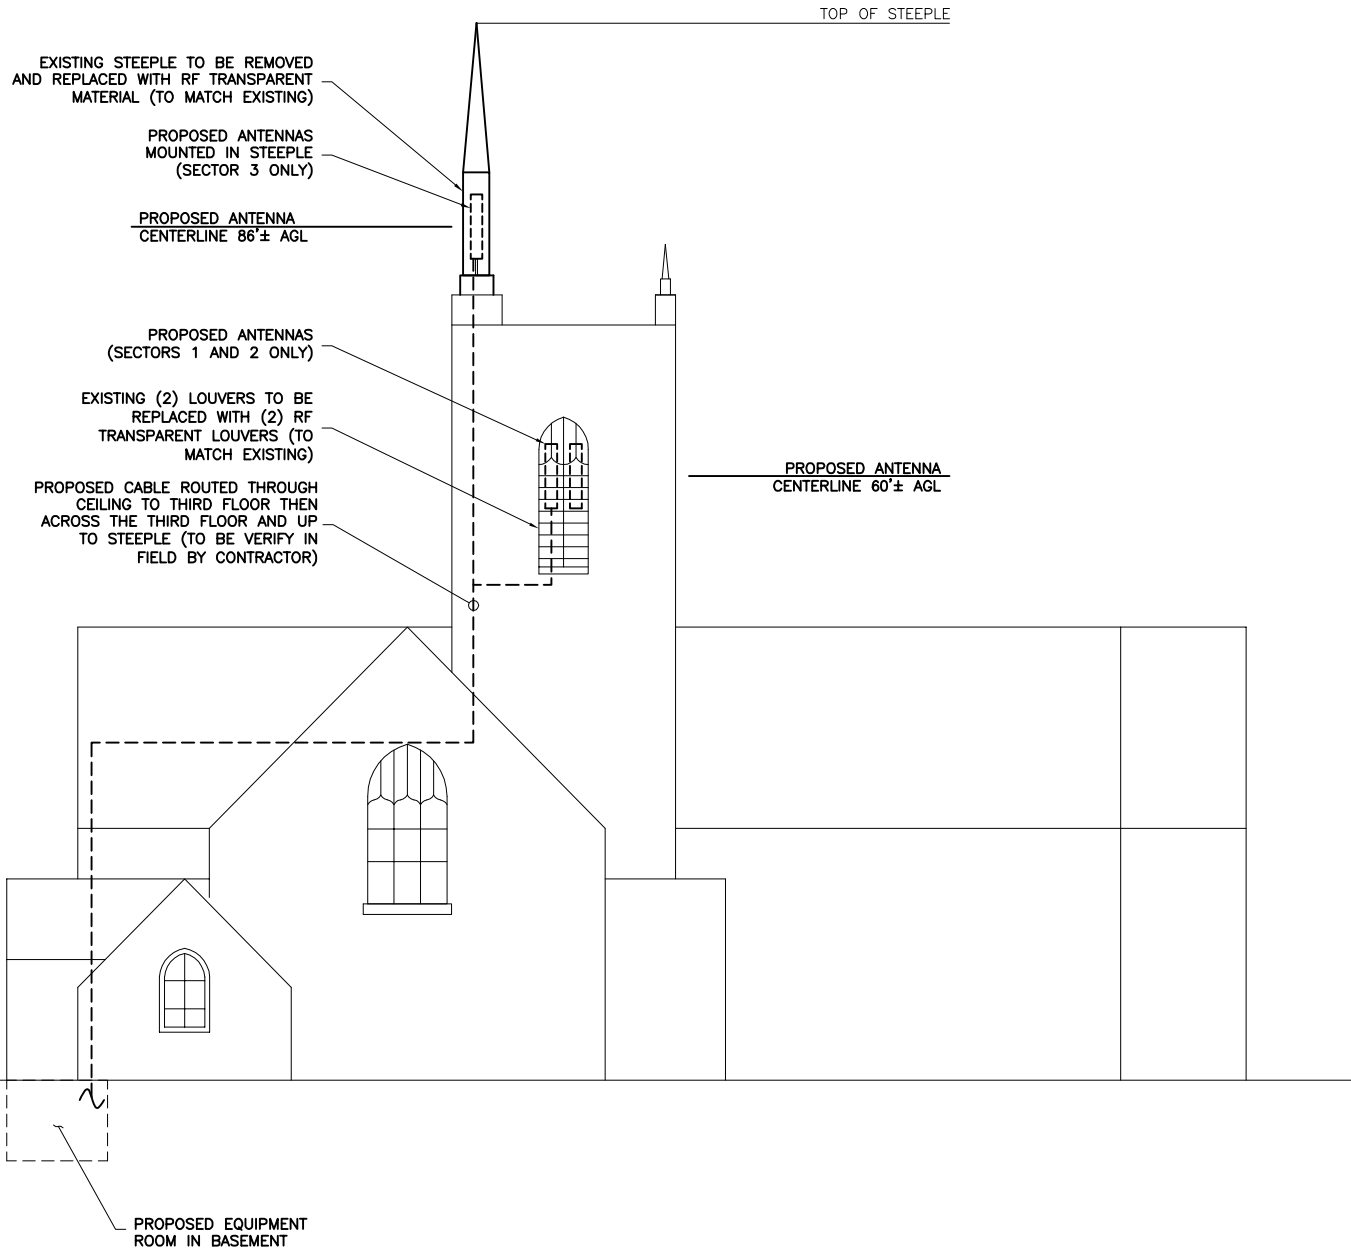 TOP OF STEEPLE
EXISTING STEEPLE TO BE REMOVED
AND REPLACED WITH RF TRANSPARENT
MATERIAL (TO MATCH EXISTING)
PROPOSED ANTENNAS
MOUNTED IN STEEPLE
(SECTOR 3 ONLY)
PROPOSED ANTENNA
CENTERLINE 86'± AGL
PROPOSED ANTENNAS
(SECTORS 1 AND 2 ONLY)
EXISTING (2) LOUVERS TO BE
REPLACED WITH (2) RF
TRANSPARENT LOUVERS (TO
MATCH EXISTING)
PROPOSED ANTENNA
CENTERLINE 60'± AGL
PROPOSED CABLE ROUTED THROUGH
CEILING TO THIRD FLOOR THEN
ACROSS THE THIRD FLOOR AND UP
TO STEEPLE (TO BE VERIFY IN
FIELD BY CONTRACTOR)
PROPOSED EQUIPMENT
ROOM IN BASEMENT